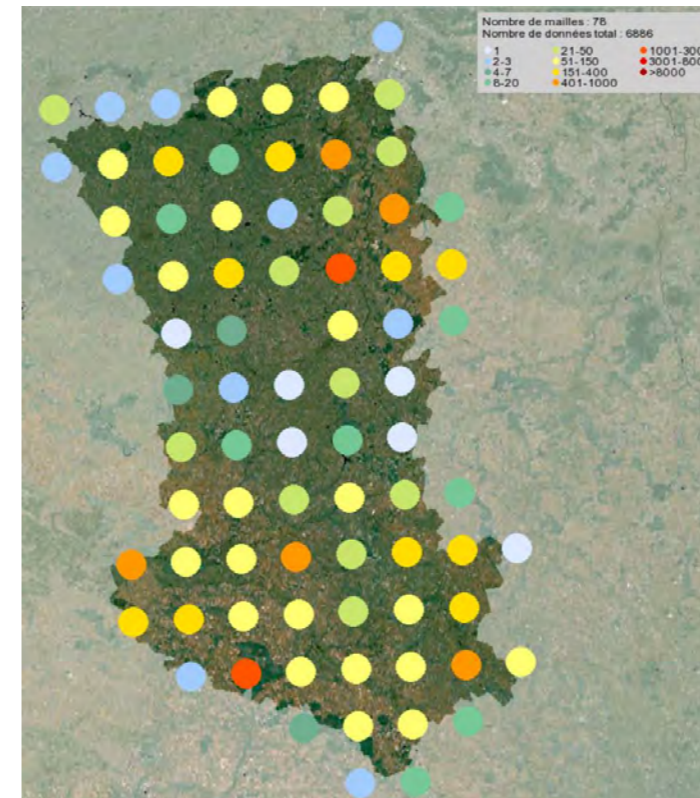 Nombre de mailles : 78
Nombre de données total : 6886
1 21-50 1001-300
2-3 51-150 3001-800
4-7 151-400 >8000
8-20 401-1000